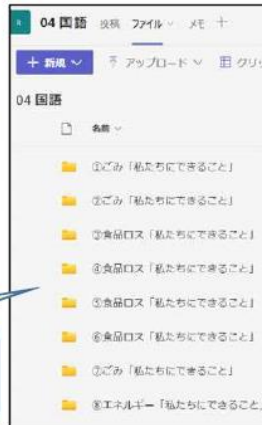 04 国語 投稿 ファイル メモ +
+ 新規 アップロード クリッ
04 国語
名前
①ごみ「私たちにできること」
②ごみ「私たちにできること」
③食品ロス「私たちにできること」
④食品ロス「私たちにできること」
⑤食品ロス「私たちにできること」
⑥食品ロス「私たちにできること」
⑦ごみ「私たちにできること」
⑧エネルギー「私たちにできること」